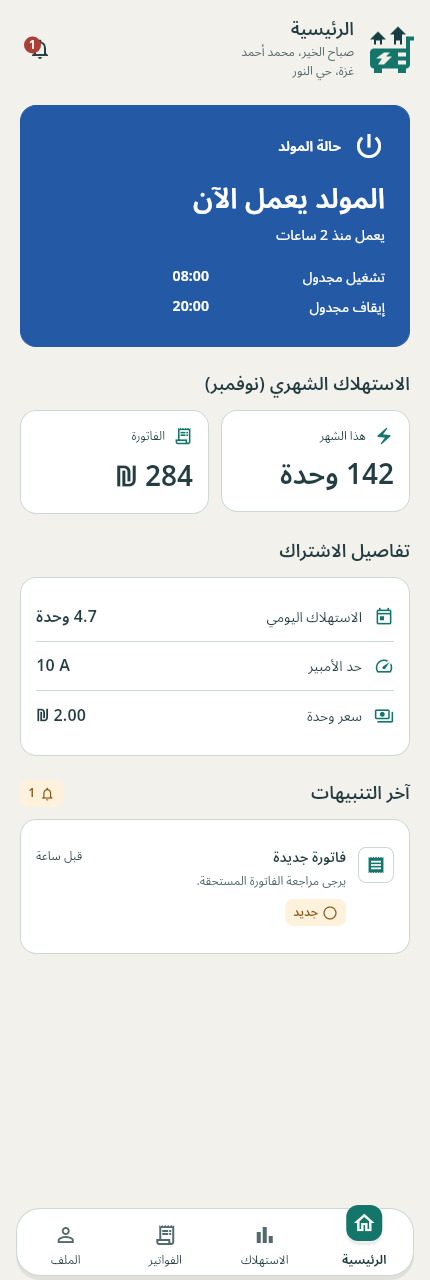 الرئيسية
صباح الخير، محمد أحمد
غزة، حي النور
1
حالة المولد
المولد يعمل الآن
يعمل منذ 2 ساعات
تشغيل مجدول 08:00
إيقاف مجدول 20:00
الاستهلاك الشهري (نوفمبر)
هذا الشهر
142 وحدة
الفاتورة
284 ₪
تفاصيل الاشتراك
الاستهلاك اليومي 4.7 وحدة
حد الأمبير 10 A
سعر وحدة 2.00 ₪
آخر التنبيهات 1
فاتورة جديدة قبل ساعة
يرجى مراجعة الفاتورة المستحقة.
جديد
الرئيسية الاستهلاك الفواتير الملف